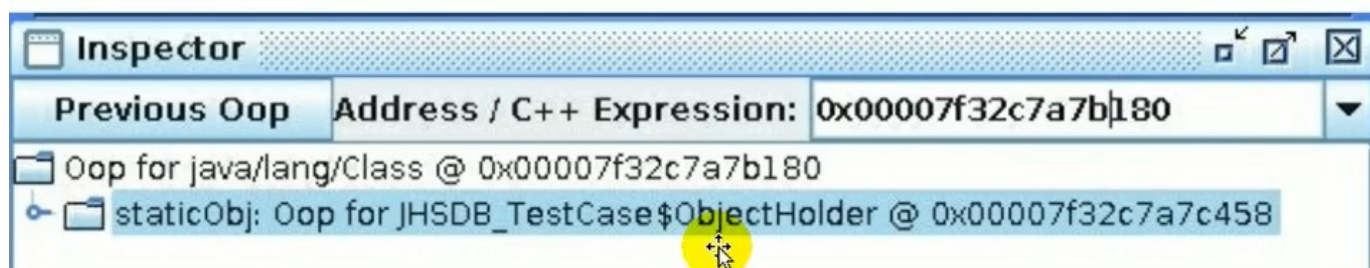 Inspector
Previous Oop Address / C++ Expression: 0x00007f32c7a7b180
Oop for java/lang/Class @ 0x00007f32c7a7b180
staticObj: Oop for JHSDB_TestCase$ObjectHolder @ 0x00007f32c7a7c458